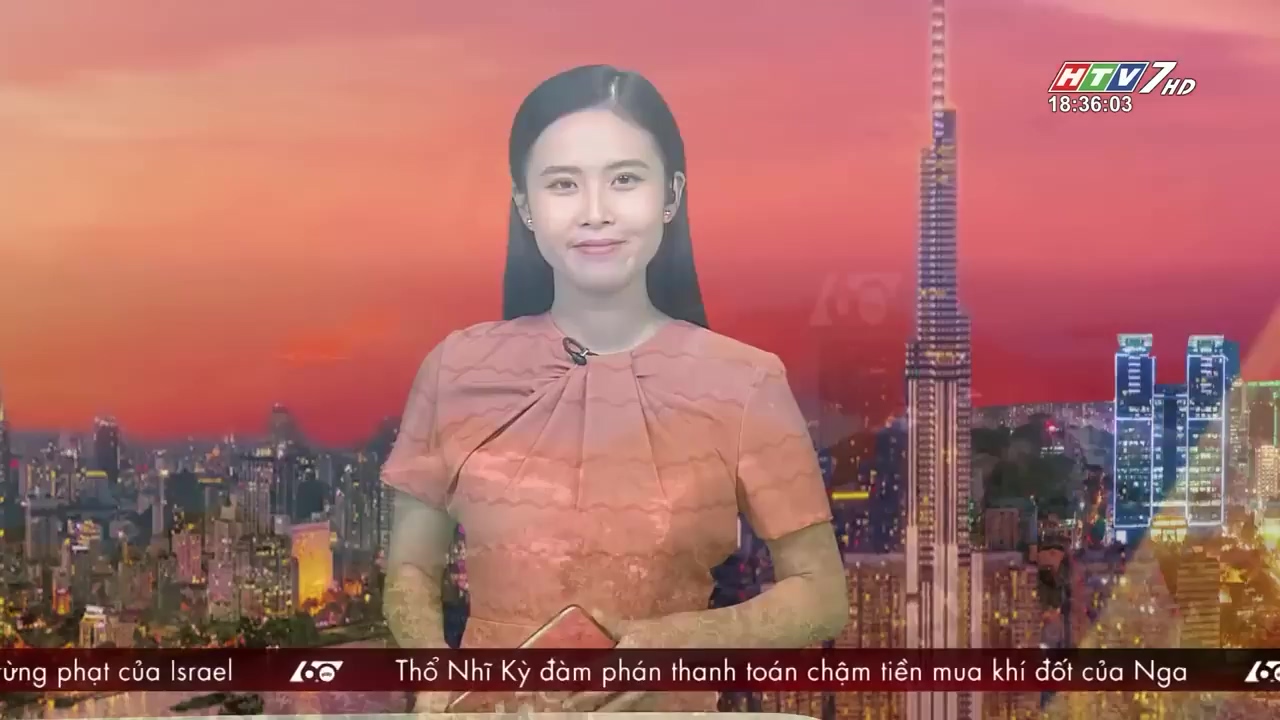 HTV7 HD
18:36:03
phạt của Israel
60
Thổ Nhĩ Kỳ đàm phán thanh toán chậm tiền mua khí đốt của Nga